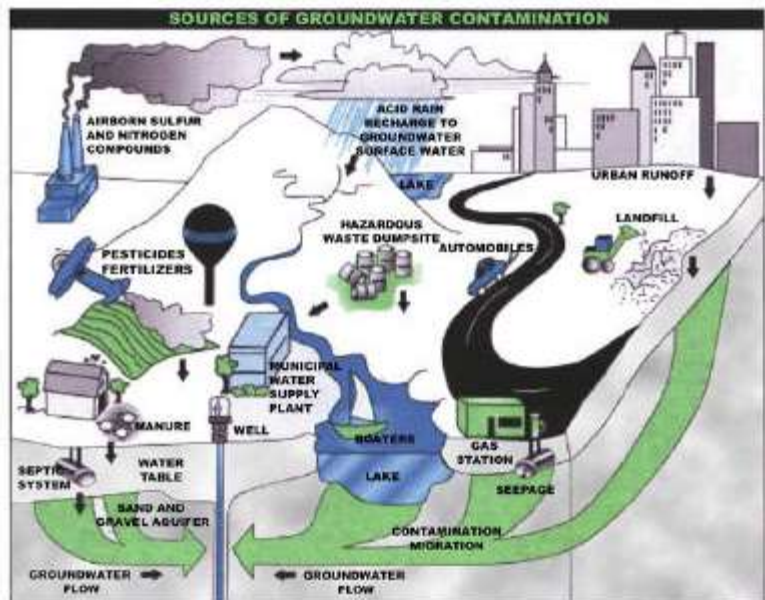 SOURCES OF GROUNDWATER CONTAMINATION
AIRBORN SULFUR
AND NITROGEN
COMPOUNDS
ACID RAIN
RECHARGE TO
GROUNDWATER
SURFACE WATER
LAKE
URBAN RUNOFF
LANDFILL
HAZARDOUS
WASTE DUMPSITE
AUTOMOBILES
PESTICIDES
FERTILIZERS
MUNICIPAL
WATER
SUPPLY
PLANT
MANURE
WELL
BOATERS
GAS
STATION
SEPTIC
SYSTEM
WATER
TABLE
LAKE
SEEPAGE
SAND AND
GRAVEL AQUIFER
CONTAMINATION
MIGRATION
GROUNDWATER
FLOW
GROUNDWATER
FLOW